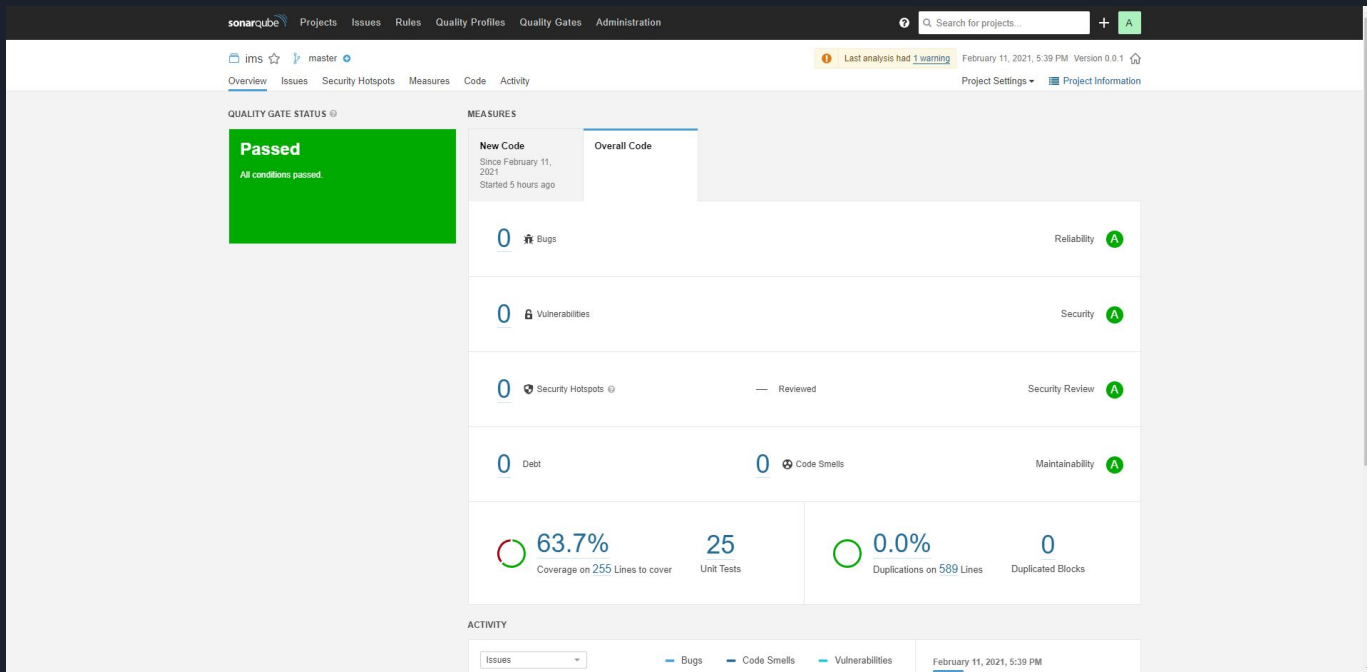 sonarqube Projects Issues Rules Quality Profiles Quality Gates Administration ? Search for projects... + A
ims master Last analysis had 1 warning February 11, 2021, 5:39 PM Version 0.0.1
Overview Issues Security Hotspots Measures Code Activity Project Settings Project Information
QUALITY GATE STATUS ?
Passed
All conditions passed.
MEASURES
New Code
Since February 11,
2021
Started 5 hours ago
Overall Code
0 Bugs Reliability A
0 Vulnerabilities Security A
0 Security Hotspots ? — Reviewed Security Review A
0 Debt 0 Code Smells Maintainability A
63.7%
Coverage on 255 Lines to cover
25
Unit Tests
0.0%
Duplications on 589 Lines
0
Duplicated Blocks
ACTIVITY
Issues Bugs Code Smells Vulnerabilities February 11, 2021, 5:39 PM